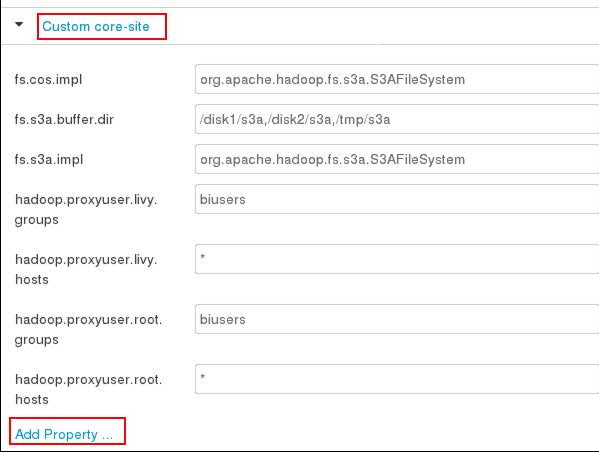 Custom core-site
fs.cos.impl org.apache.hadoop.fs.s3a.S3AFileSystem
fs.s3a.buffer.dir /disk1/s3a,/disk2/s3a,/tmp/s3a
fs.s3a.impl org.apache.hadoop.fs.s3a.S3AFileSystem
hadoop.proxyuser.livy. biusers
groups
hadoop.proxyuser.livy. *
hosts
hadoop.proxyuser.root. biusers
groups
hadoop.proxyuser.root. *
hosts
Add Property ...